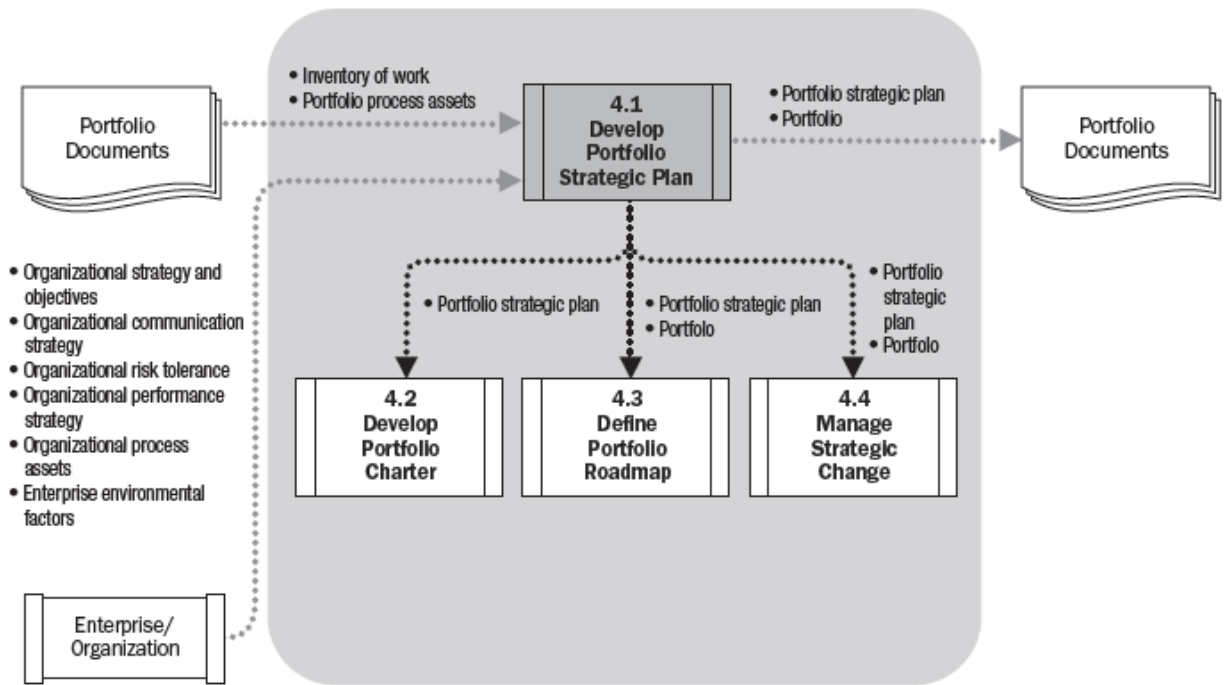 • Inventory of work
• Portfolio process assets
Portfolio
Documents
4.1
Develop
Portfolio
Strategic Plan
• Portfolio strategic plan
• Portfolio
Portfolio
Documents
• Organizational strategy and
objectives
• Organizational communication
strategy
• Organizational risk tolerance
• Organizational performance
strategy
• Organizational process
assets
• Enterprise environmental
factors
• Portfolio strategic plan
• Portfolio strategic plan
• Portfolo
• Portfolio
strategic
plan
• Portfolo
4.2
Develop
Portfolio
Charter
4.3
Define
Portfolio
Roadmap
4.4
Manage
Strategic
Change
Enterprise/
Organization